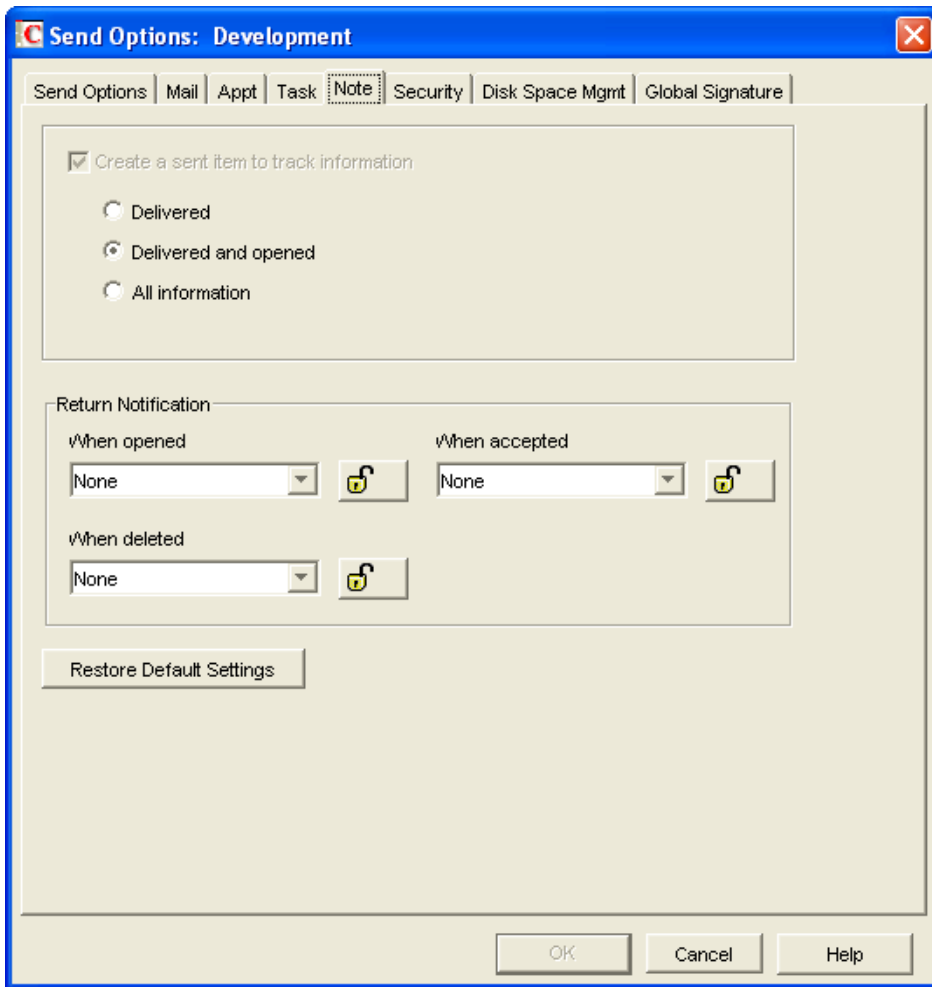 C Send Options: Development
Send Options Mail Appt Task Note Security Disk Space Mgmt Global Signature
Create a sent item to track information
Delivered
Delivered and opened
All information
Return Notification
When opened When accepted
None None
When deleted
None
Restore Default Settings
OK Cancel Help